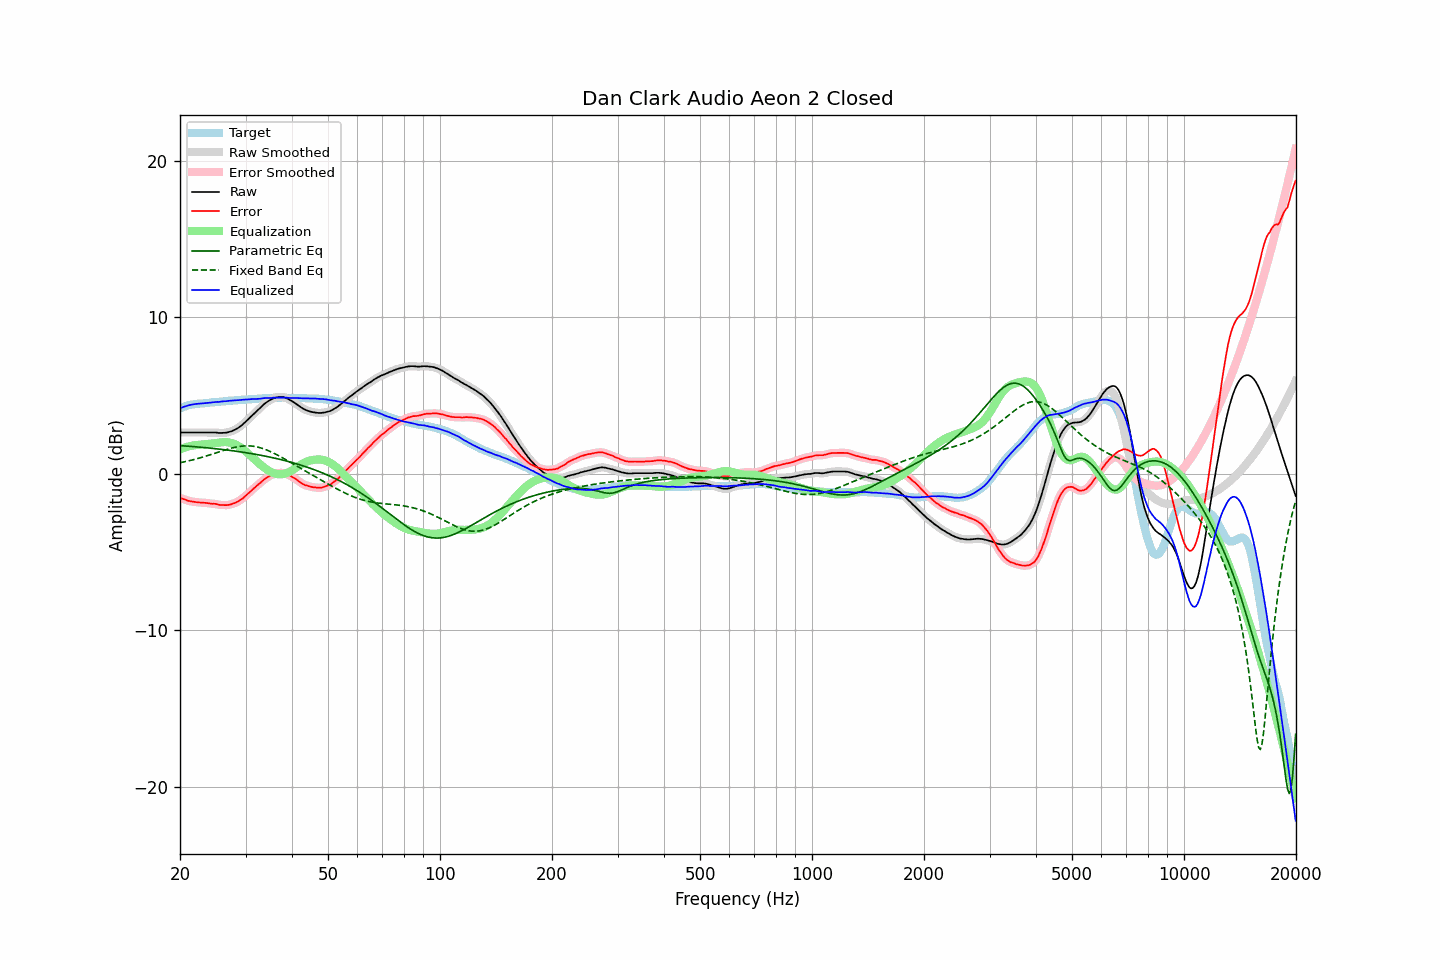 Dan Clark Audio Aeon 2 Closed
Target
Raw Smoothed
Error Smoothed
Raw
Error
Equalization
Parametric Eq
Fixed Band Eq
Equalized
Amplitude (dBr)
20
10
0
−10
−20
20
50
100
200
500
1000
2000
5000
10000
20000
Frequency (Hz)